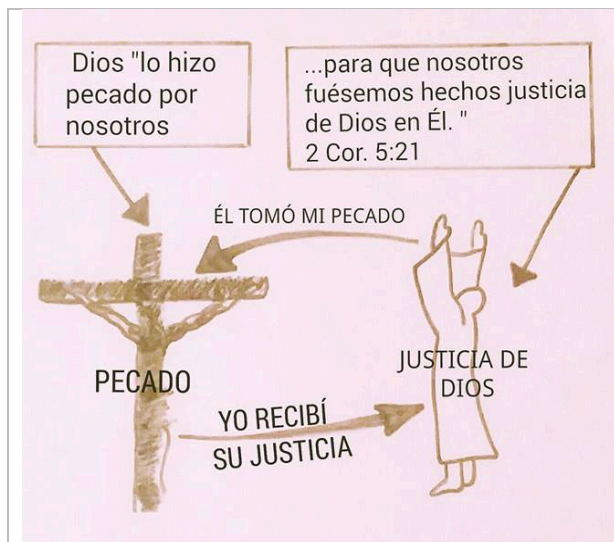 Dios "lo hizo
pecado por
nosotros
...para que nosotros
fuésemos hechos justicia
de Dios en Él. "
2 Cor. 5:21
ÉL TOMÓ MI PECADO
PECADO
JUSTICIA DE
DIOS
YO RECIBÍ
SU JUSTICIA